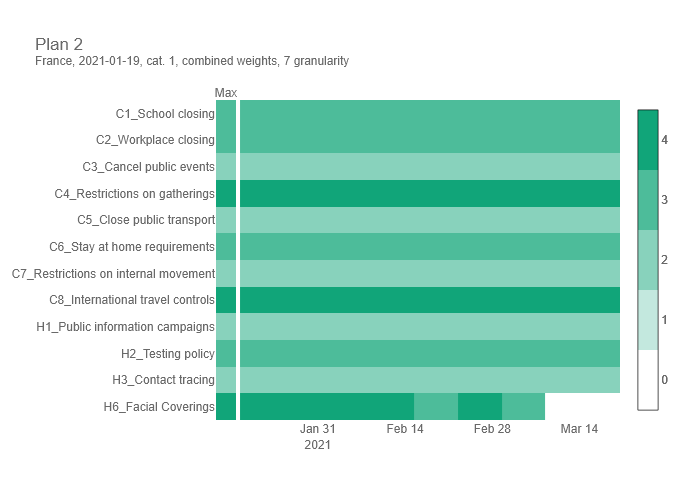 Plan 2
France, 2021-01-19, cat. 1, combined weights, 7 granularity
Max
C1_School closing
C2_Workplace closing
C3_Cancel public events
C4_Restrictions on gatherings
C5_Close public transport
C6_Stay at home requirements
C7_Restrictions on internal movement
C8_International travel controls
H1_Public information campaigns
H2_Testing policy
H3_Contact tracing
H6_Facial Coverings
Jan 31 Feb 14 Feb 28 Mar 14
2021
4
3
2
1
0